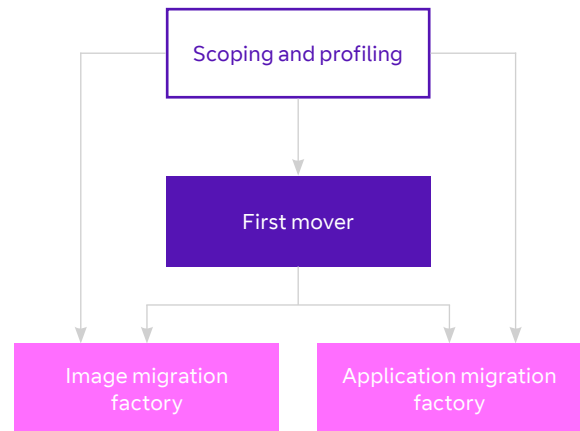 Scoping and profiling
First mover
Image migration
factory
Application migration
factory